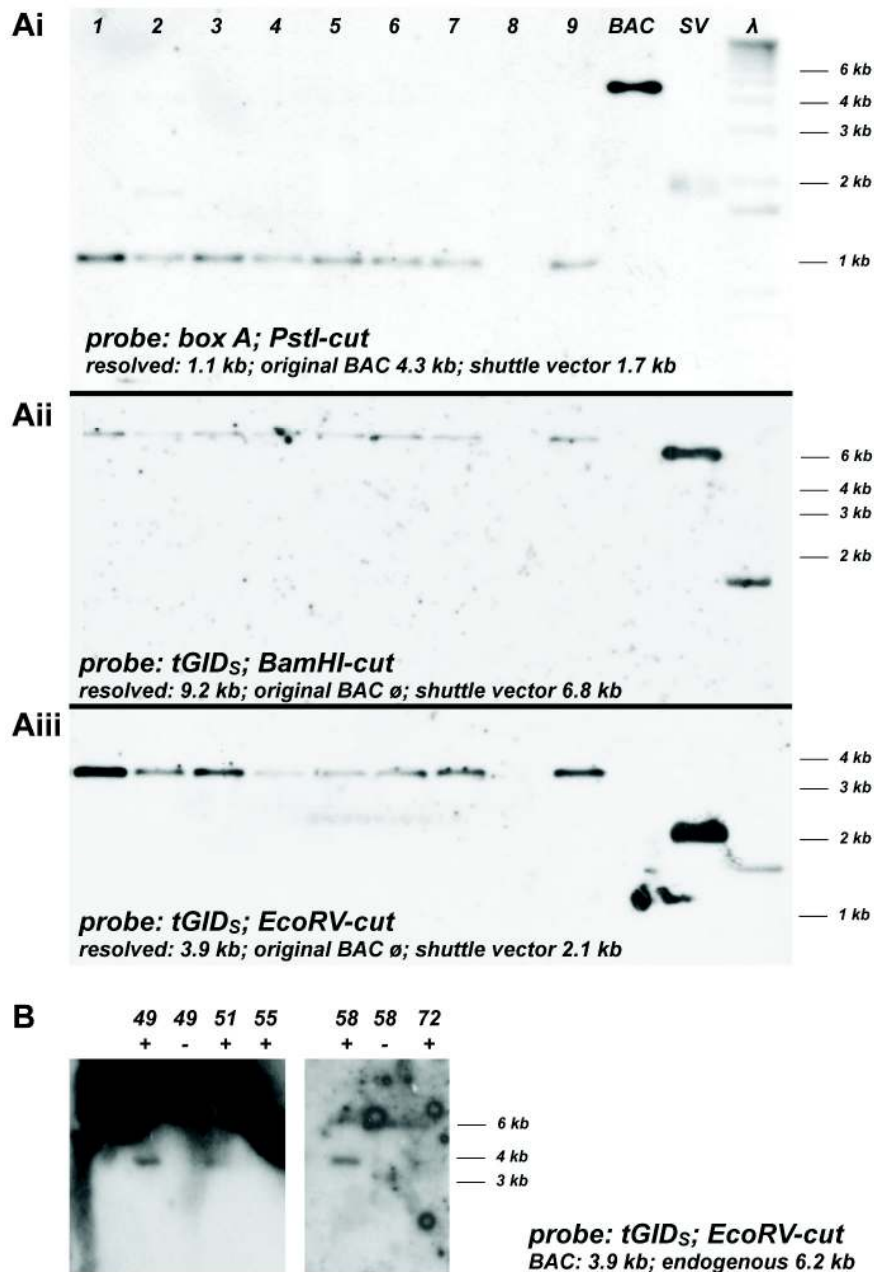 Ai
1 2 3 4 5 6 7 8 9 BAC SV λ
6 kb
4 kb
3 kb
2 kb
1 kb
probe: box A; PstI-cut
resolved: 1.1 kb; original BAC 4.3 kb; shuttle vector 1.7 kb
Aii
6 kb
4 kb
3 kb
2 kb
probe: tGIDS; BamHI-cut
resolved: 9.2 kb; original BAC ø; shuttle vector 6.8 kb
Aiii
4 kb
3 kb
2 kb
1 kb
probe: tGIDS; EcoRV-cut
resolved: 3.9 kb; original BAC ø; shuttle vector 2.1 kb
B
49 49 51 55 58 58 72
+ - + + + - +
6 kb
4 kb
3 kb
probe: tGIDS; EcoRV-cut
BAC: 3.9 kb; endogenous 6.2 kb